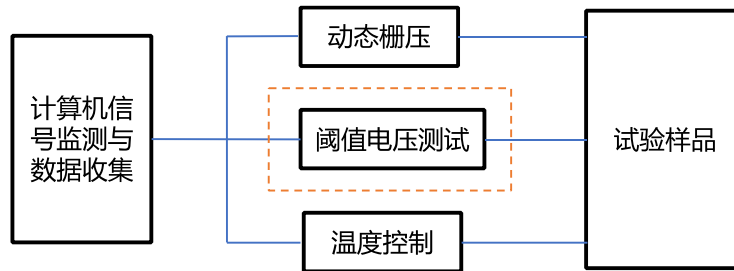 动态栅压
计算机信
号监测与
数据收集
阈值电压测试
试验样品
温度控制